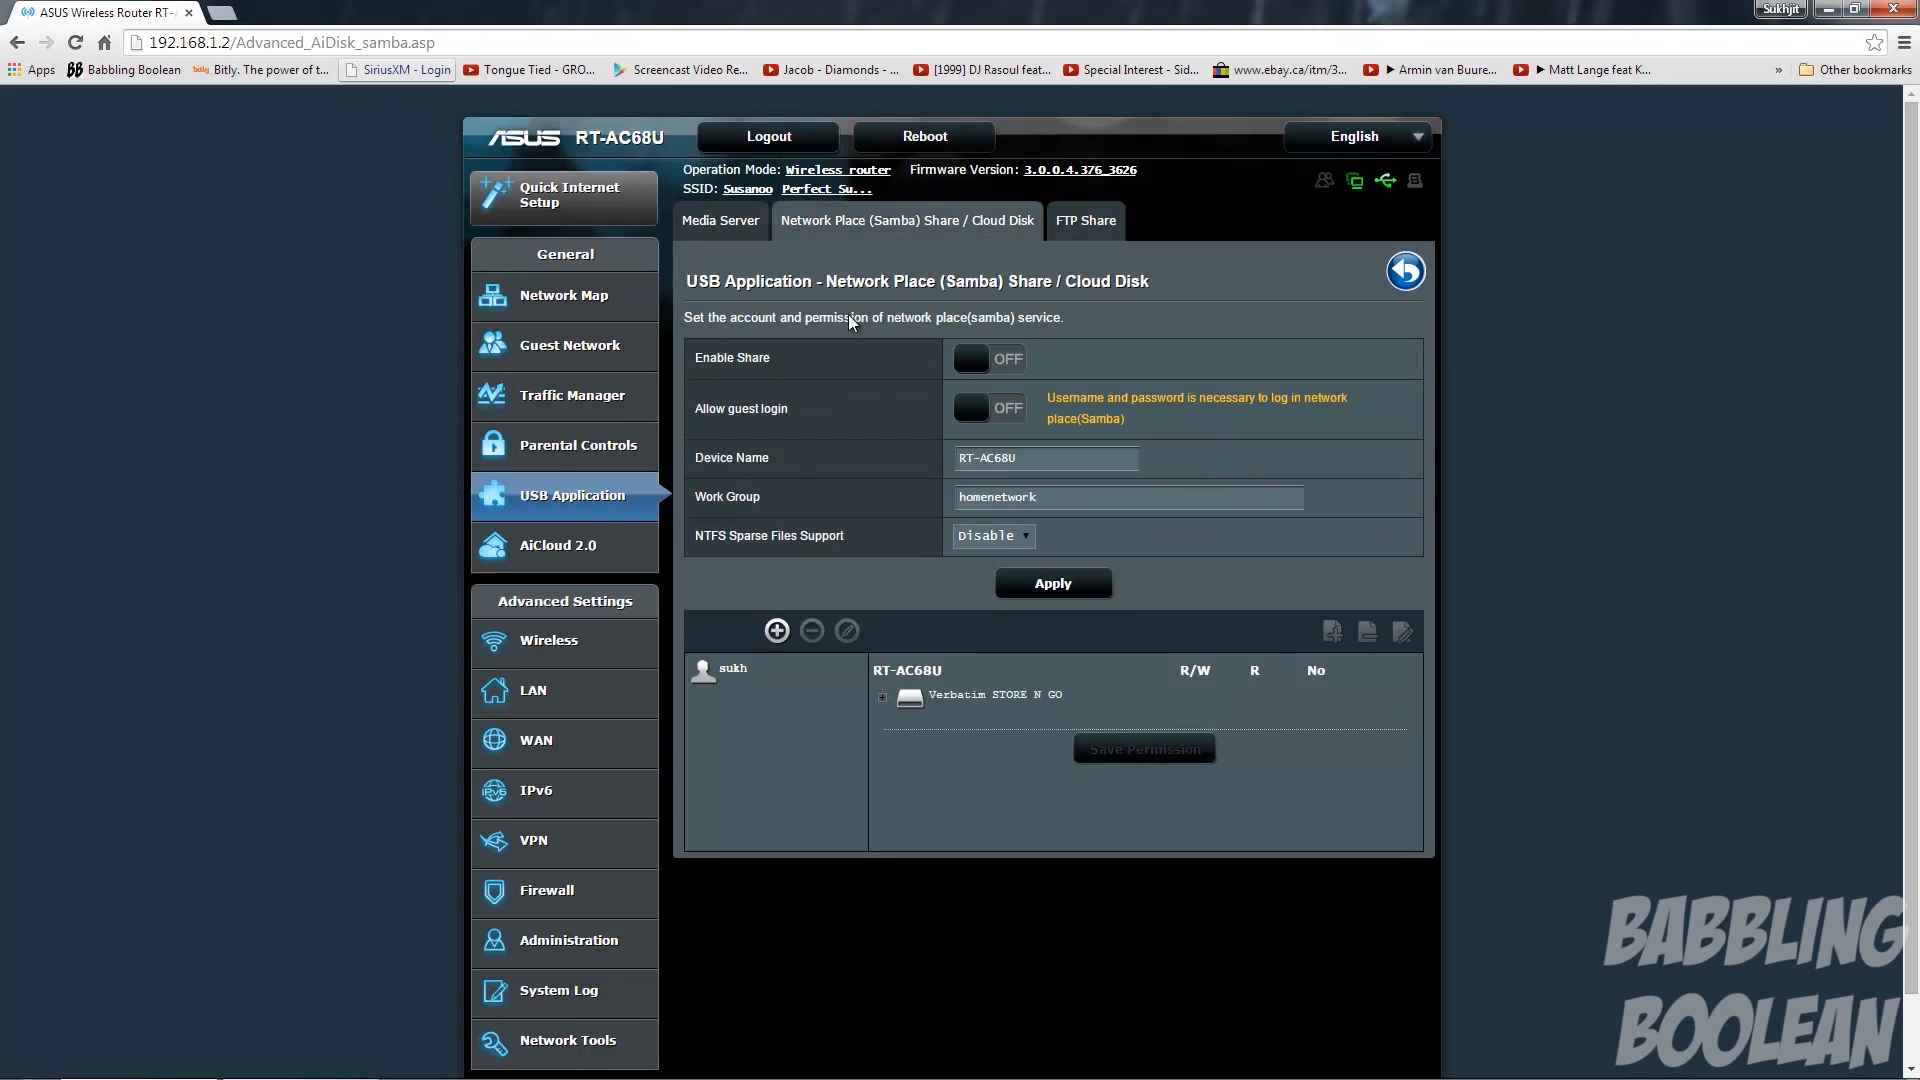 ASUS Wireless Router RT-
Sukhjit
192.168.1.2/Advanced_AiDisk_samba.asp
Apps
BB Babbling Boolean
bitly Bitly. The power of t...
SiriusXM - Login
Tongue Tied - GRO...
Screencast Video Re...
Jacob - Diamonds - ...
[1999] DJ Rasoul feat...
Special Interest - Sid...
www.ebay.ca/itm/3...
▶ Armin van Buure...
▶ Matt Lange feat K...
»
Other bookmarks
ASUS RT-AC68U
Logout
Reboot
English
Quick Internet
Setup
Operation Mode: Wireless router Firmware Version: 3.0.0.4.376_3626
SSID: Susanoo Perfect Su...
Media Server
Network Place (Samba) Share / Cloud Disk
FTP Share
General
Network Map
Guest Network
Traffic Manager
Parental Controls
USB Application
AiCloud 2.0
Advanced Settings
Wireless
LAN
WAN
IPv6
VPN
Firewall
Administration
System Log
Network Tools
USB Application - Network Place (Samba) Share / Cloud Disk
Set the account and permission of network place(samba) service.
Enable Share
OFF
Allow guest login
OFF
Username and password is necessary to log in network
place(Samba)
Device Name
RT-AC68U
Work Group
homenetwork
NTFS Sparse Files Support
Disable
Apply
sukh
RT-AC68U
R/W
R
No
Verbatim STORE N GO
Save Permission
BABBLING
BOOLEAN